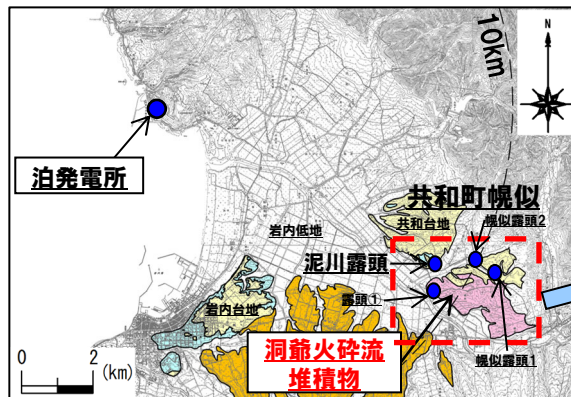 10km
N
泊発電所
共和町幌似
共和台地
幌似露頭2
岩内低地
泥川露頭
岩内台地
露頭①
洞爺火砕流
堆積物
幌似露頭1
0 2
(km)